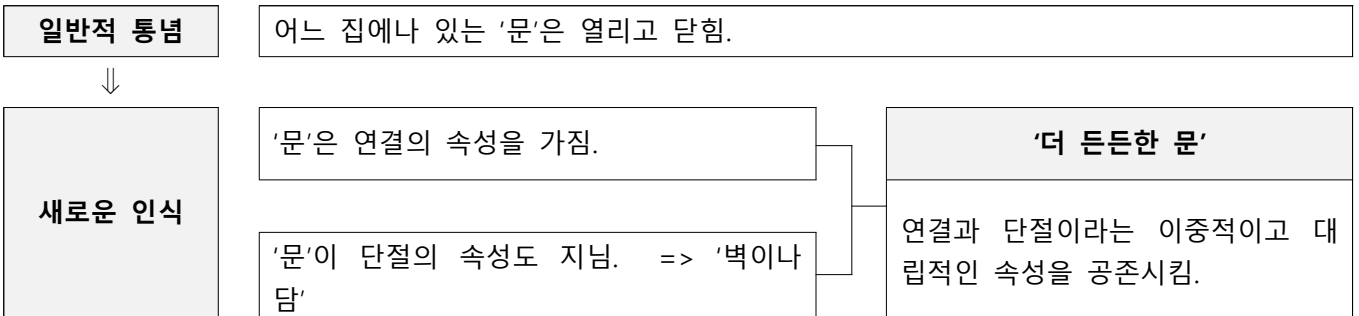 일반적 통념
어느 집에나 있는 '문'은 열리고 닫힘.
⇓
새로운 인식
'문'은 연결의 속성을 가짐.
'문'이 단절의 속성도 지님. => '벽이나
담'
'더 든든한 문'
연결과 단절이라는 이중적이고 대
립적인 속성을 공존시킴.